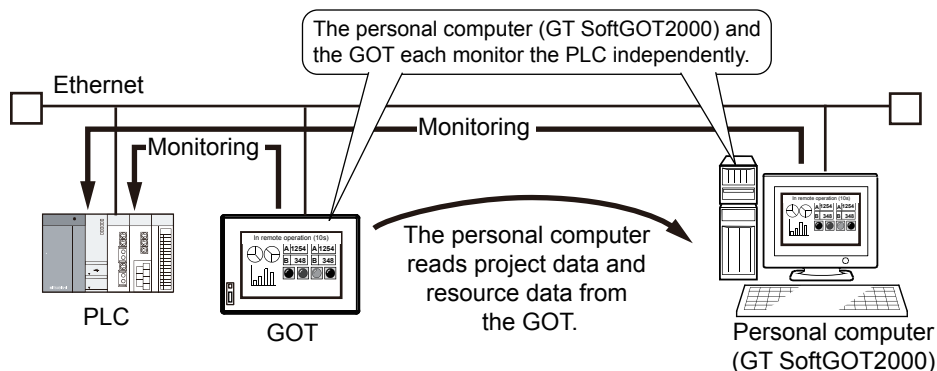 The personal computer (GT SoftGOT2000) and
the GOT each monitor the PLC independently.
Ethernet
Monitoring
Monitoring
In remote operation (10s)
A 1254 A 1254
B 348 B 348
In remote operation (10s)
A 1254 A 1254
B 348 B 348
The personal computer
reads project data and
resource data from
the GOT.
PLC
GOT
Personal computer
(GT SoftGOT2000)